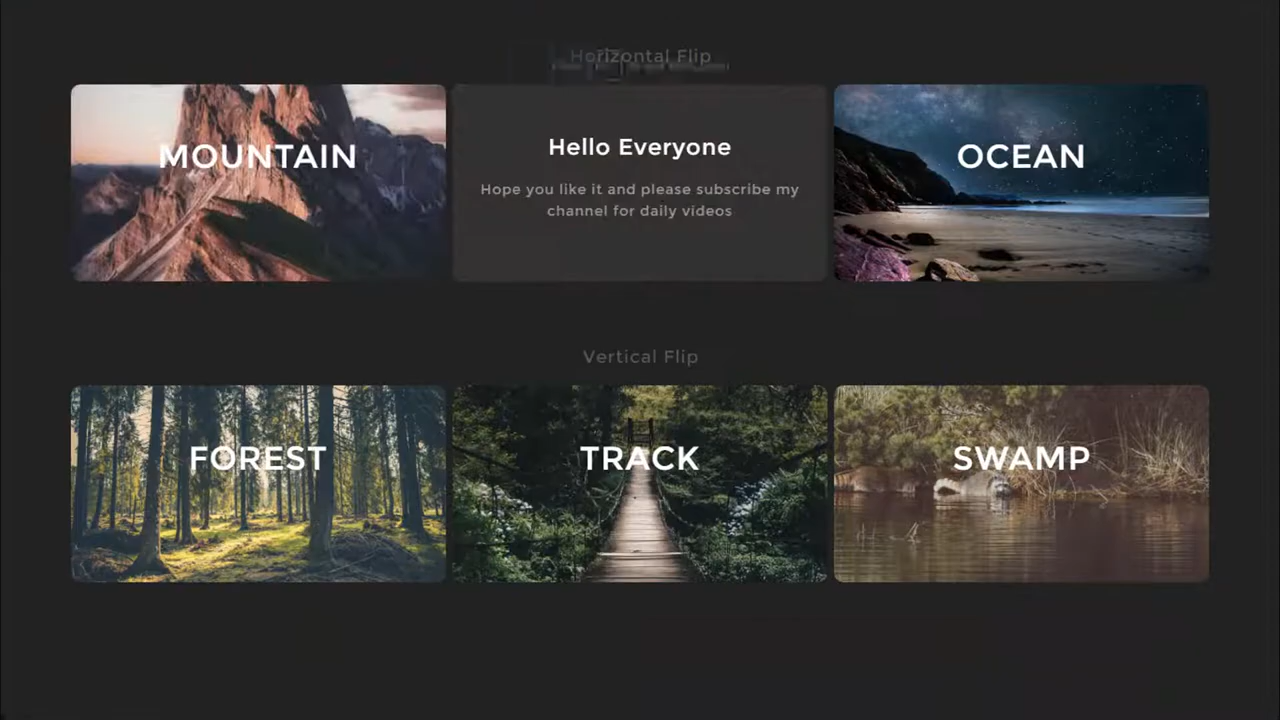 Horizontal Flip
MOUNTAIN
Hello Everyone
Hope you like it and please subscribe my
channel for daily videos
OCEAN
Vertical Flip
FOREST
TRACK
SWAMP